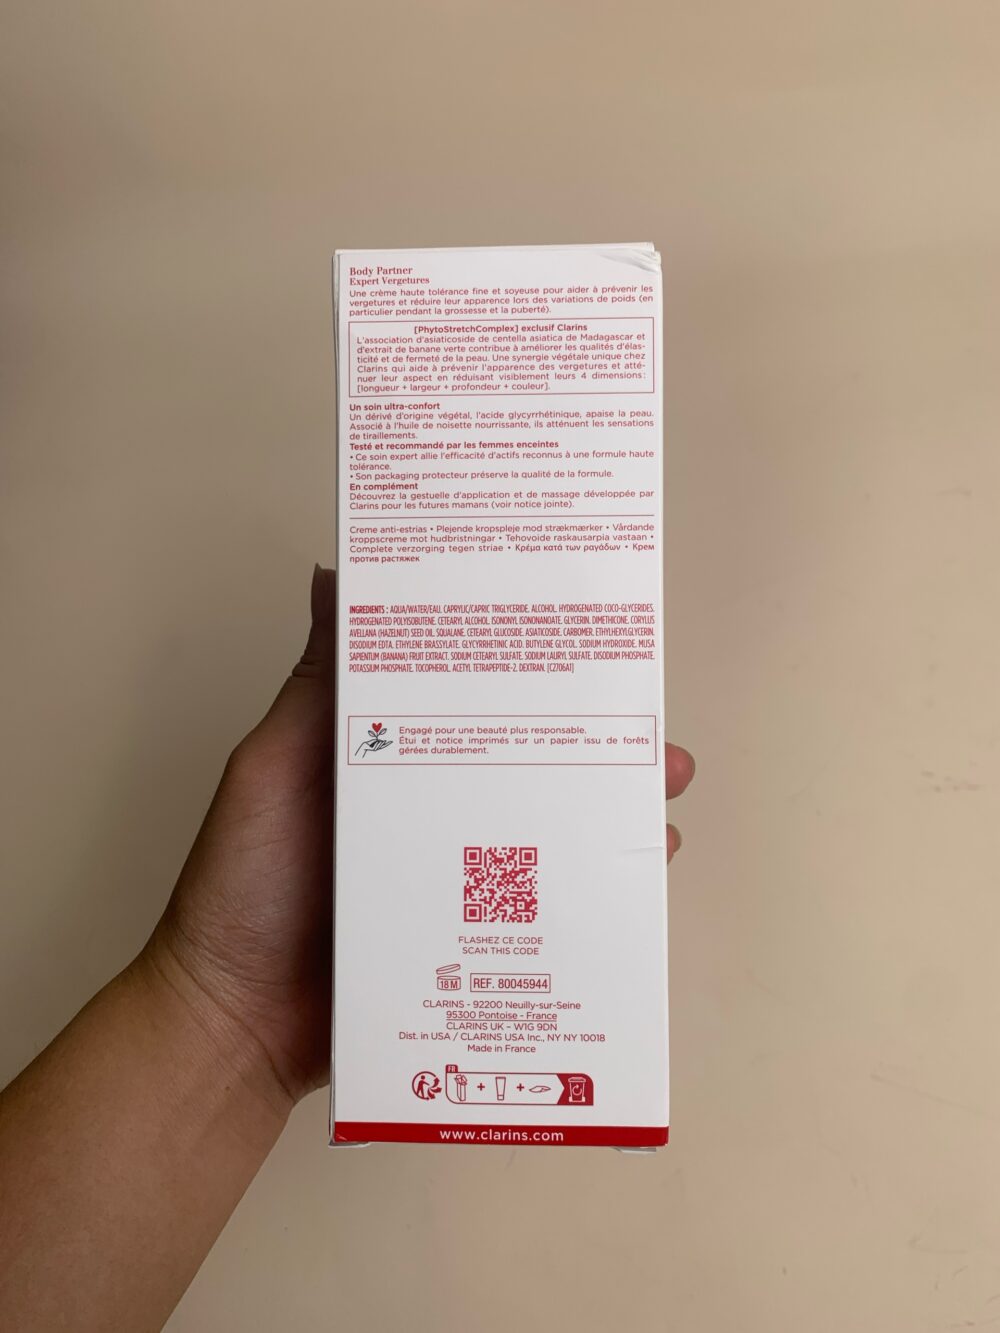 Body Partner
Expert Vergetures
Une crème haute tolérance fine et soyeuse pour aider à prévenir les
vergetures et réduire leur apparence lors des variations de poids (en
particulier pendant la grossesse et la puberté).
[PhytoStretchComplex] exclusif Clarins
L'association d'asiaticoside de centella asiatica de Madagascar et
d'extrait de banane verte contribue à améliorer les qualités d'élas-
ticité et de fermeté de la peau. Une synergie végétale unique chez
Clarins qui aide à prévenir l'apparence des vergetures et atté-
nuer leur aspect en réduisant visiblement leurs 4 dimensions:
[longueur + largeur + profondeur + couleur].
Un soin ultra-confort
Un dérivé d'origine végétal, l'acide glycyrrhétinique, apaise la peau.
Associé à l'huile de noisette nourrissante, ils atténuent les sensations
de tiraillements.
Testé et recommandé par les femmes enceintes
• Ce soin expert allie l'efficacité d'actifs reconnus à une formule haute
tolérance.
• Son packaging protecteur préserve la qualité de la formule.
En complément
Découvrez la gestuelle d'application et de massage développée par
Clarins pour les futures mamans (voir notice jointe).
Creme anti-estrias • Plejende kropspleje mod strækmærker • Vårdande
kroppscreme mot hudbristningar • Tehovoide raskausarpia vastaan •
Complete verzorging tegen striae • Κρέμα κατά των ραγάδων • Крем
против растяжек
INGREDIENTS : AQUA/WATER/EAU. CAPRYLIC/CAPRIC TRIGLYCERIDE. ALCOHOL. HYDROGENATED COCO-GLYCERIDES.
HYDROGENATED POLYISOBUTENE. CETEARYL ALCOHOL. ISONONYL ISONONANOATE. GLYCERIN. DIMETHICONE. CORYLUS
AVELLANA (HAZELNUT) SEED OIL. SQUALANE. CETEARYL GLUCOSIDE. ASIATICOSIDE. CARBOMER. ETHYLHEXYLGLYCERIN.
DISODIUM EDTA. ETHYLENE BRASSYLATE. GLYCYRRHETINIC ACID. BUTYLENE GLYCOL. SODIUM HYDROXIDE. MUSA
SAPIENTUM (BANANA) FRUIT EXTRACT. SODIUM CETEARYL SULFATE. SODIUM LAURYL SULFATE. DISODIUM PHOSPHATE.
POTASSIUM PHOSPHATE. TOCOPHEROL. ACETYL TETRAPEPTIDE-2. DEXTRAN. [C2706A1]
Engagé pour une beauté plus responsable.
Étui et notice imprimés sur un papier issu de forêts
gérées durablement.
FLASHEZ CE CODE
SCAN THIS CODE
18 M REF. 80045944
CLARINS - 92200 Neuilly-sur-Seine
95300 Pontoise - France
CLARINS UK – W1G 9DN
Dist. in USA / CLARINS USA Inc., NY NY 10018
Made in France
FR
+ +
www.clarins.com